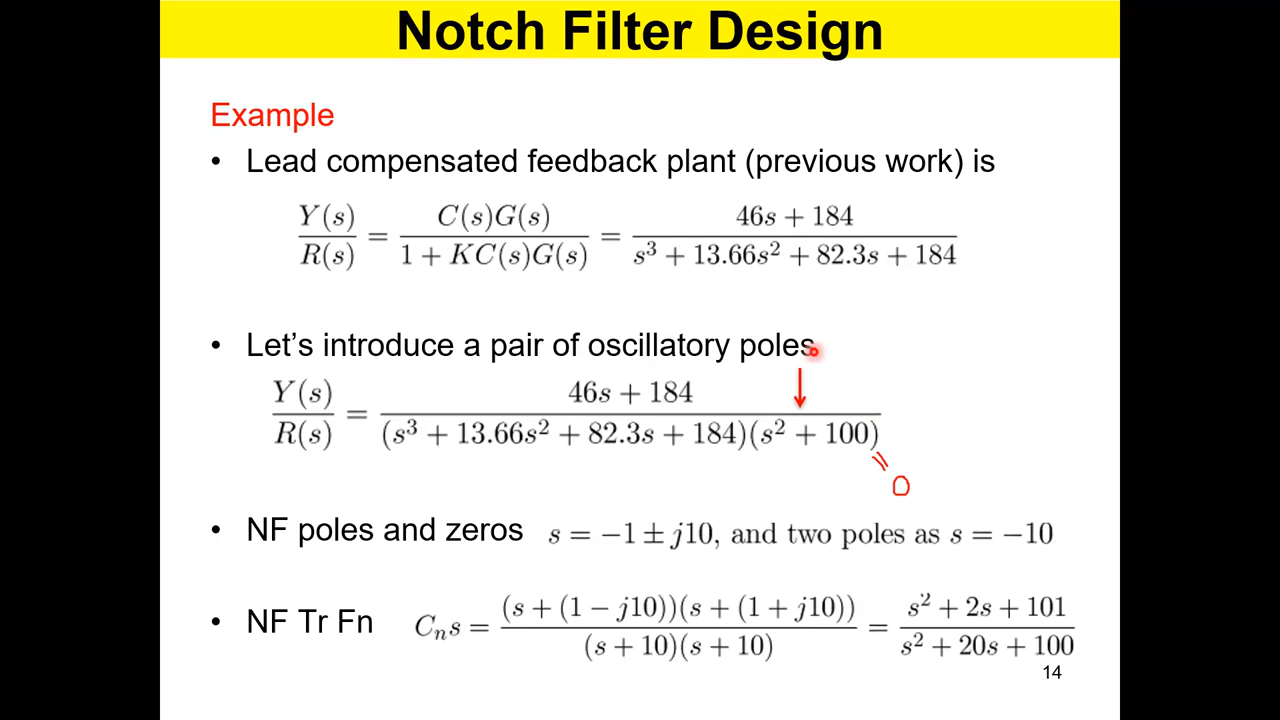 Notch Filter Design
Example
• Lead compensated feedback plant (previous work) is
Y(s)/R(s) = C(s)G(s)/(1 + KC(s)G(s)) = (46s + 184)/(s³ + 13.66s² + 82.3s + 184)
• Let's introduce a pair of oscillatory poles
Y(s)/R(s) = (46s + 184)/((s³ + 13.66s² + 82.3s + 184)(s² + 100))
= 0
• NF poles and zeros s = −1 ± j10, and two poles as s = −10
• NF Tr Fn Cₙs = (s + (1 − j10))(s + (1 + j10))/((s + 10)(s + 10)) = (s² + 2s + 101)/(s² + 20s + 100)
14